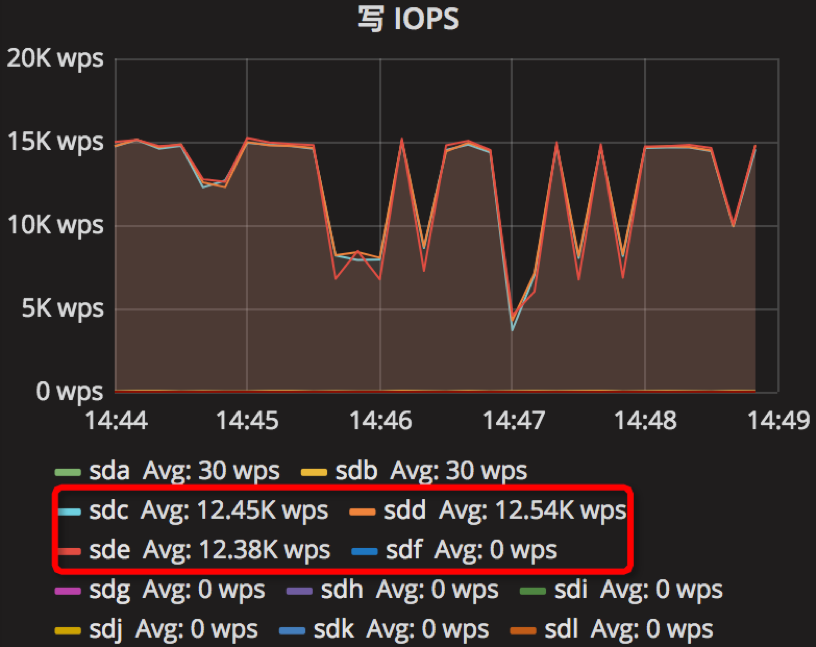 写 IOPS
20K wps
15K wps
10K wps
5K wps
0 wps
14:44 14:45 14:46 14:47 14:48 14:49
sda Avg: 30 wps sdb Avg: 30 wps
sdc Avg: 12.45K wps sdd Avg: 12.54K wps
sde Avg: 12.38K wps sdf Avg: 0 wps
sdg Avg: 0 wps sdh Avg: 0 wps sdi Avg: 0 wps
sdj Avg: 0 wps sdk Avg: 0 wps sdl Avg: 0 wps